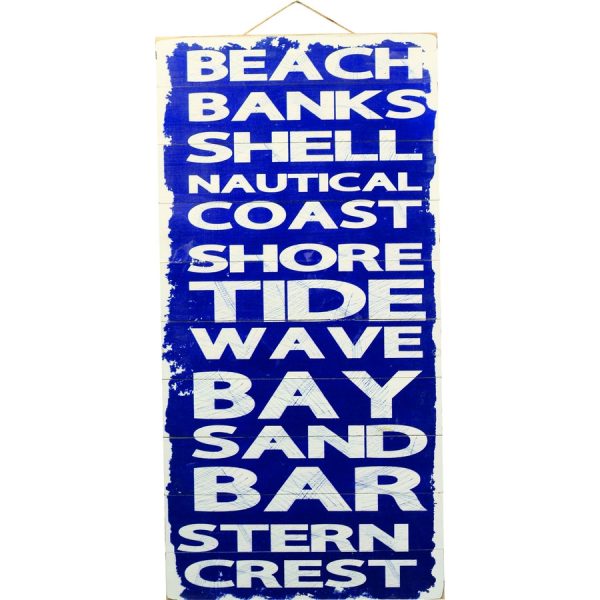 BEACH
BANKS
SHELL
NAUTICAL
COAST
SHORE
TIDE
WAVE
BAY
SAND
BAR
STERN
CREST